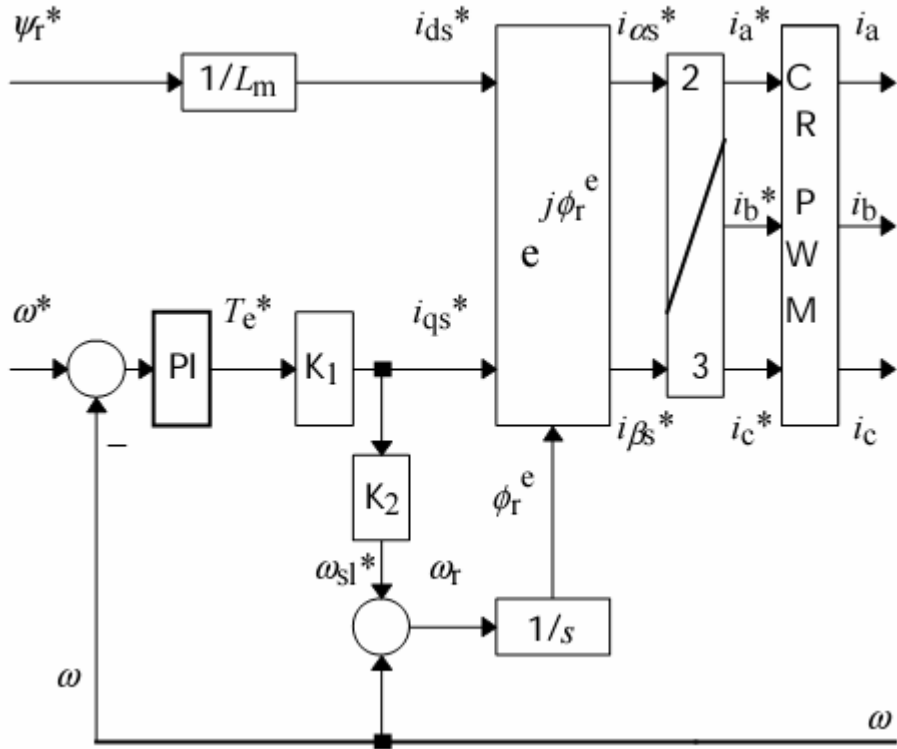 ψr* ids* iαs* ia* ia
1/Lm 2 C
R
jϕr^e ib* P ib
e W
ω* Te* iqs* M
PI K1 3
iβs* ic* ic
K2 ϕr^e
ωsl* ωr
1/s
ω ω
−